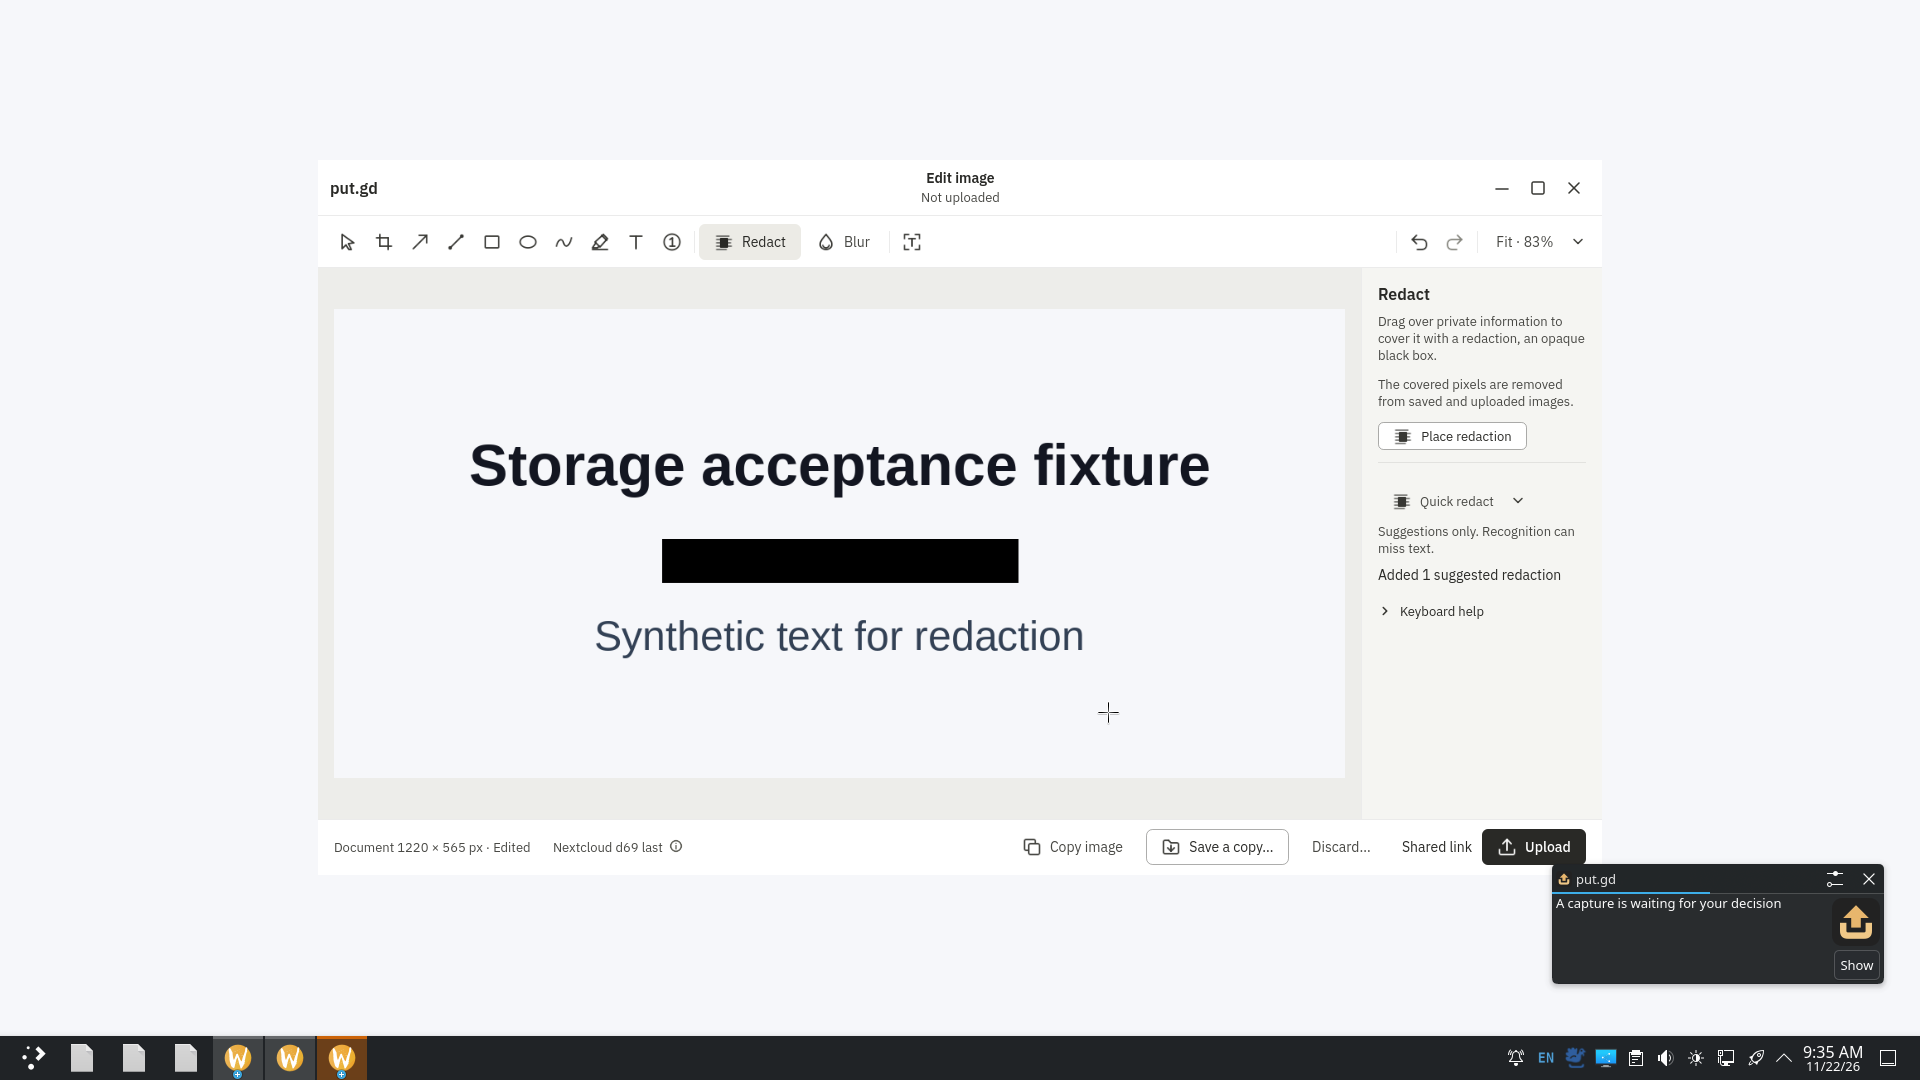 put.gd
Edit image
Not uploaded
Redact
Blur
Fit · 83%
Redact
Drag over private information to
cover it with a redaction, an opaque
black box.
The covered pixels are removed
from saved and uploaded images.
Place redaction
Quick redact
Suggestions only. Recognition can
miss text.
Added 1 suggested redaction
Keyboard help
Storage acceptance fixture
Synthetic text for redaction
Document 1220 × 565 px · Edited
Nextcloud d69 last
Copy image
Save a copy...
Discard...
Shared link
Upload
put.gd
A capture is waiting for your decision
Show
EN
9:35 AM
11/22/26